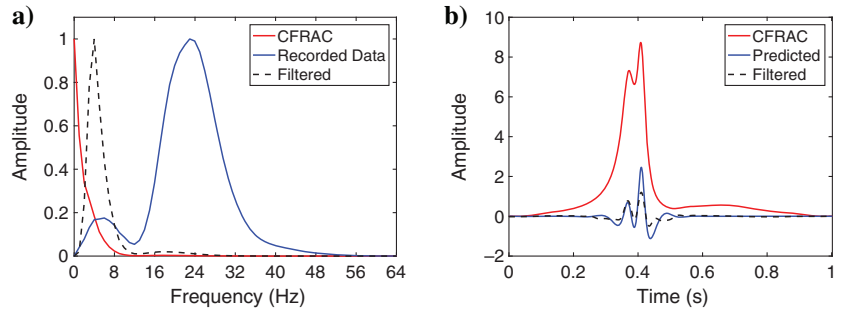 a)
CFRAC
Recorded Data
Filtered
Amplitude
1
0.8
0.6
0.4
0.2
0
0 8 16 24 32 40 48 56 64
Frequency (Hz)
b)
CFRAC
Predicted
Filtered
Amplitude
10
8
6
4
2
0
−2
0 0.2 0.4 0.6 0.8 1
Time (s)